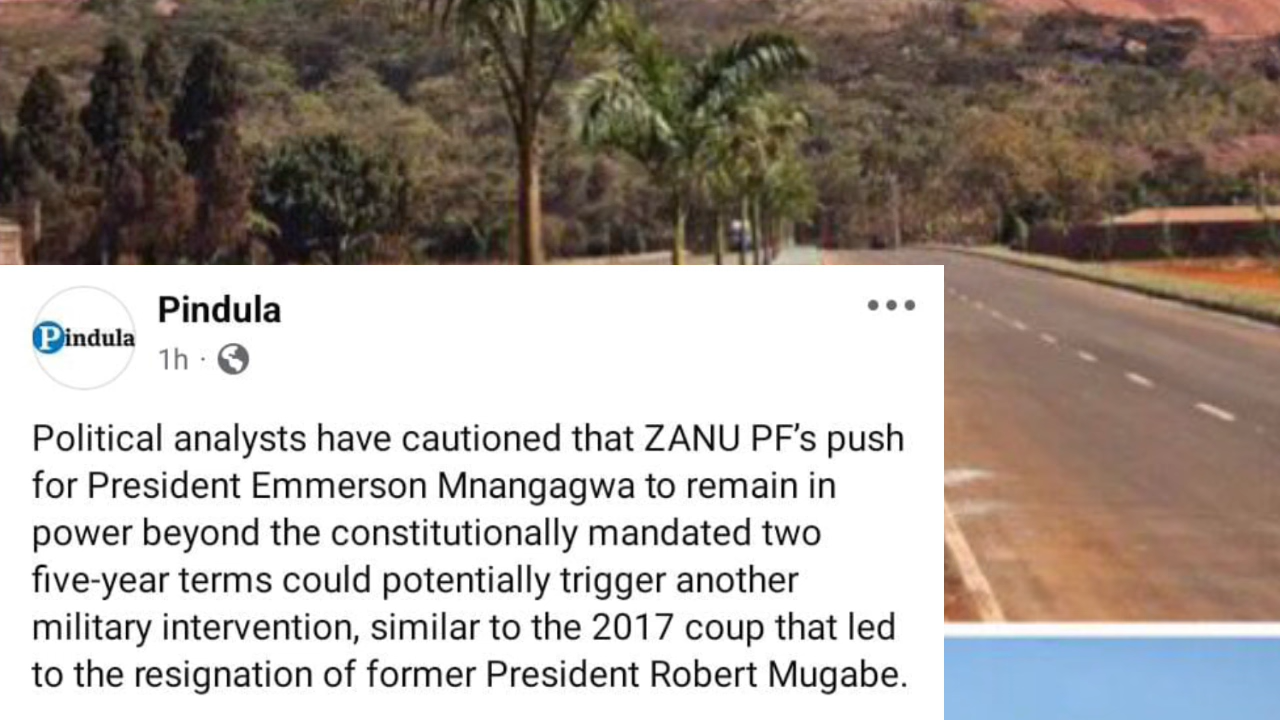 Pindula
Pindula
1h ·
Political analysts have cautioned that ZANU PF's push
for President Emmerson Mnangagwa to remain in
power beyond the constitutionally mandated two
five-year terms could potentially trigger another
military intervention, similar to the 2017 coup that led
to the resignation of former President Robert Mugabe.